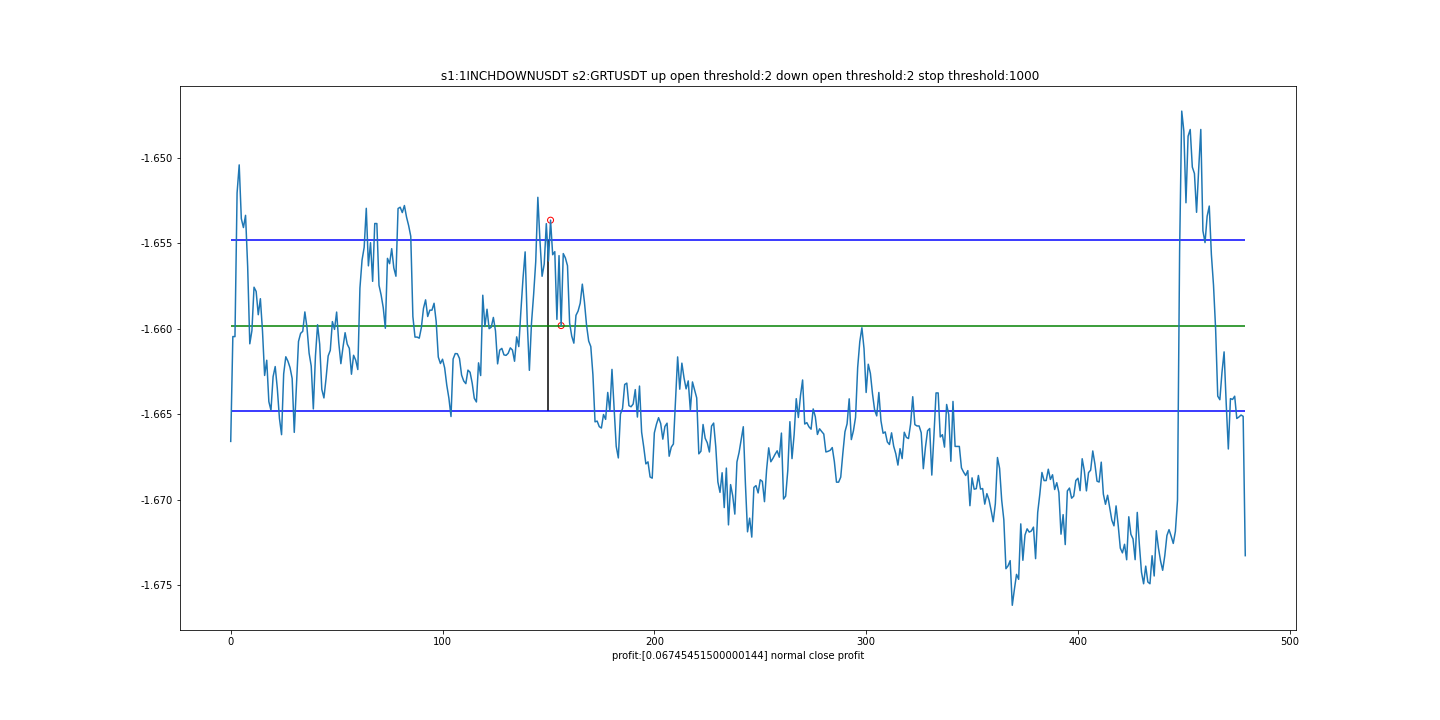 s1:1INCHDOWNUSDT s2:GRTUSDT up open threshold:2 down open threshold:2 stop threshold:1000
-1.650
-1.655
-1.660
-1.665
-1.670
-1.675
0 100 200 300 400 500
profit:[0.06745451500000144] normal close profit